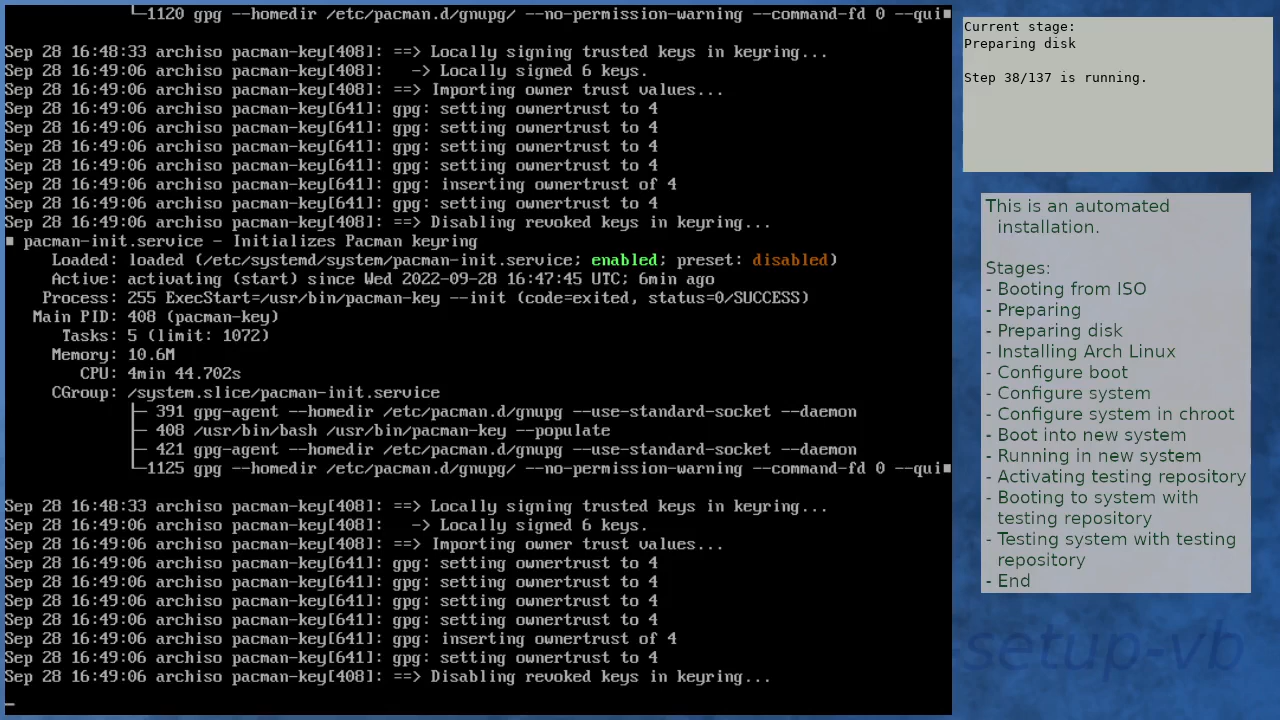 └─1120 gpg --homedir /etc/pacman.d/gnupg/ --no-permission-warning --command-fd 0 --qui■
Sep 28 16:48:33 archiso pacman-key[408]: ==> Locally signing trusted keys in keyring...
Sep 28 16:49:06 archiso pacman-key[408]:   -> Locally signed 6 keys.
Sep 28 16:49:06 archiso pacman-key[408]: ==> Importing owner trust values...
Sep 28 16:49:06 archiso pacman-key[641]: gpg: setting ownertrust to 4
Sep 28 16:49:06 archiso pacman-key[641]: gpg: setting ownertrust to 4
Sep 28 16:49:06 archiso pacman-key[641]: gpg: setting ownertrust to 4
Sep 28 16:49:06 archiso pacman-key[641]: gpg: setting ownertrust to 4
Sep 28 16:49:06 archiso pacman-key[641]: gpg: inserting ownertrust of 4
Sep 28 16:49:06 archiso pacman-key[641]: gpg: setting ownertrust to 4
Sep 28 16:49:06 archiso pacman-key[408]: ==> Disabling revoked keys in keyring...
■ pacman-init.service - Initializes Pacman keyring
Loaded: loaded (/etc/systemd/system/pacman-init.service; enabled; preset: disabled)
Active: activating (start) since Wed 2022-09-28 16:47:45 UTC; 6min ago
Process: 255 ExecStart=/usr/bin/pacman-key --init (code=exited, status=0/SUCCESS)
Main PID: 408 (pacman-key)
Tasks: 5 (limit: 1072)
Memory: 10.6M
CPU: 4min 44.702s
CGroup: /system.slice/pacman-init.service
├─ 391 gpg-agent --homedir /etc/pacman.d/gnupg --use-standard-socket --daemon
├─ 408 /usr/bin/bash /usr/bin/pacman-key --populate
├─ 421 gpg-agent --homedir /etc/pacman.d/gnupg --use-standard-socket --daemon
└─1125 gpg --homedir /etc/pacman.d/gnupg/ --no-permission-warning --command-fd 0 --qui■
Sep 28 16:48:33 archiso pacman-key[408]: ==> Locally signing trusted keys in keyring...
Sep 28 16:49:06 archiso pacman-key[408]:   -> Locally signed 6 keys.
Sep 28 16:49:06 archiso pacman-key[408]: ==> Importing owner trust values...
Sep 28 16:49:06 archiso pacman-key[641]: gpg: setting ownertrust to 4
Sep 28 16:49:06 archiso pacman-key[641]: gpg: setting ownertrust to 4
Sep 28 16:49:06 archiso pacman-key[641]: gpg: setting ownertrust to 4
Sep 28 16:49:06 archiso pacman-key[641]: gpg: setting ownertrust to 4
Sep 28 16:49:06 archiso pacman-key[641]: gpg: inserting ownertrust of 4
Sep 28 16:49:06 archiso pacman-key[641]: gpg: setting ownertrust to 4
Sep 28 16:49:06 archiso pacman-key[408]: ==> Disabling revoked keys in keyring...
Current stage:
Preparing disk
Step 38/137 is running.
This is an automated
installation.
Stages:
- Booting from ISO
- Preparing
- Preparing disk
- Installing Arch Linux
- Configure boot
- Configure system
- Configure system in chroot
- Boot into new system
- Running in new system
- Activating testing repository
- Booting to system with
testing repository
- Testing system with testing
repository
- End
-setup-vb